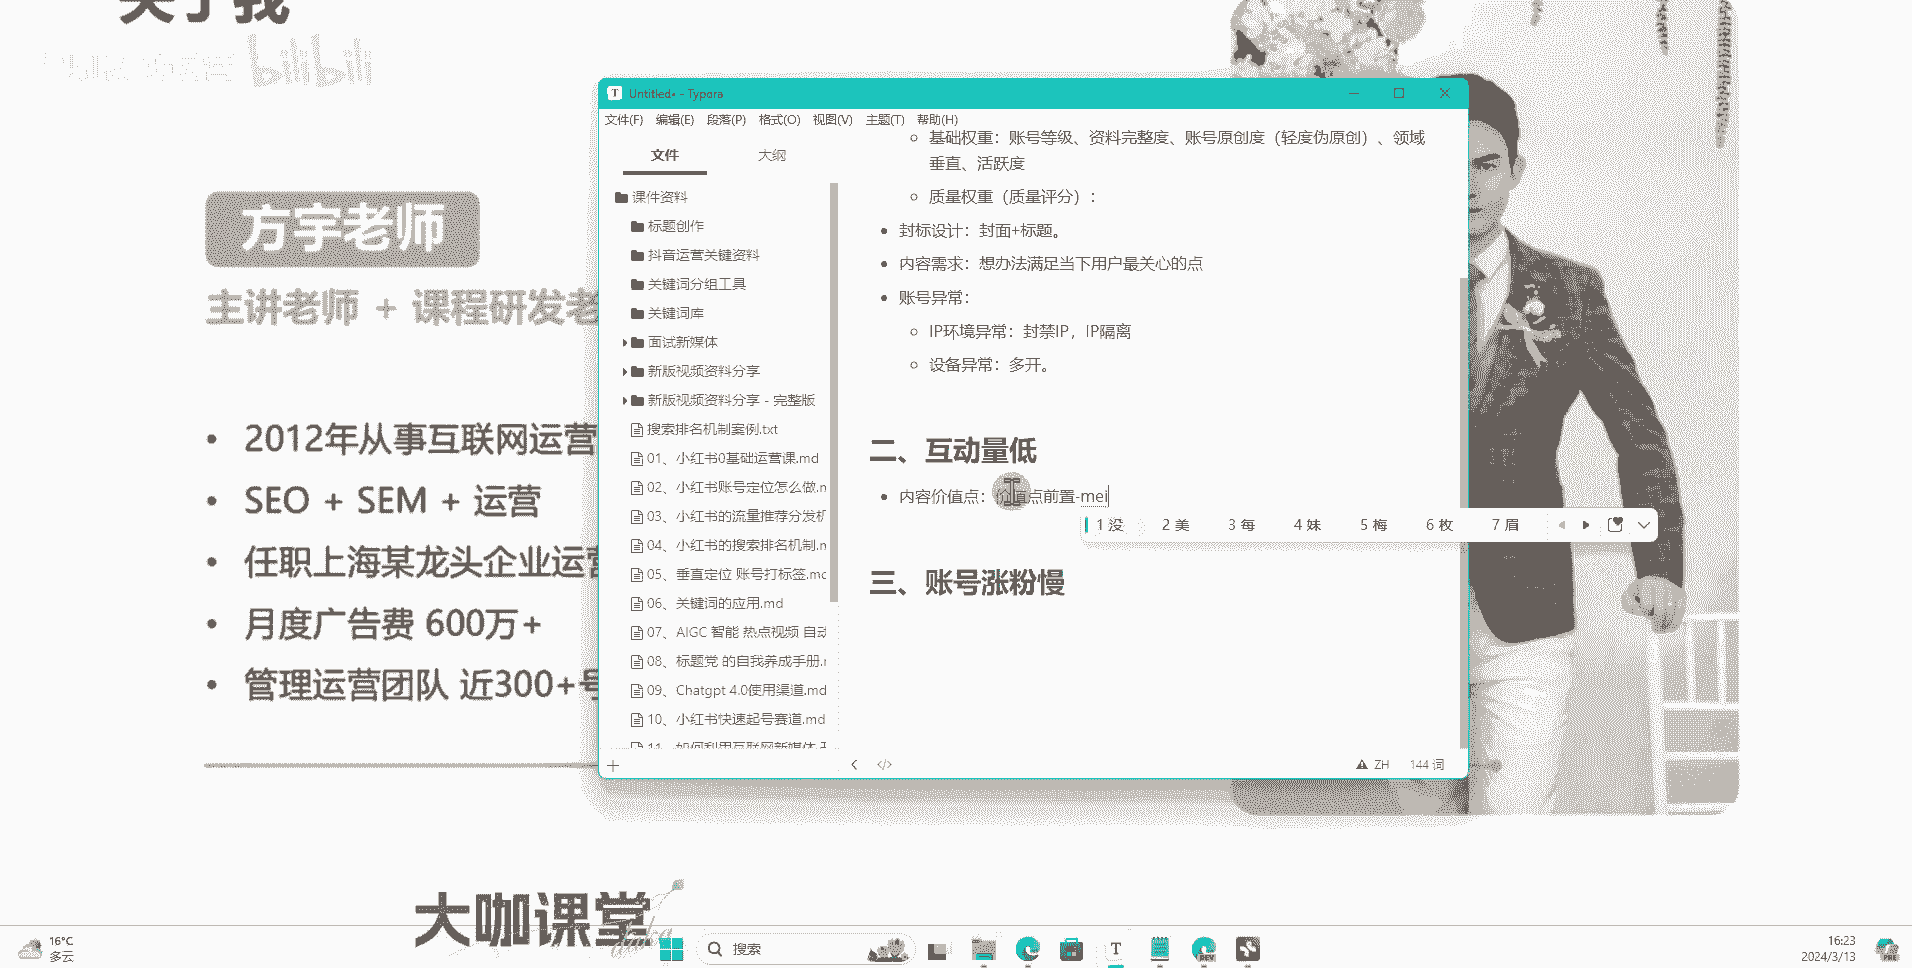 关于我
bilibili
方宇老师
主讲老师 + 课程研发老
2012年从事互联网运营
SEO + SEM + 运营
任职上海某龙头企业运营
月度广告费 600万+
管理运营团队 近300+号
大咖课堂
Untitled• - Typora
文件(F) 编辑(E) 段落(P) 格式(O) 视图(V) 主题(T) 帮助(H)
文件 大纲
课件资料
标题创作
抖音运营关键资料
关键词分组工具
关键词库
面试新媒体
新版视频资料分享
新版视频资料分享 - 完整版
搜索排名机制案例.txt
01、小红书0基础运营课.md
02、小红书账号定位怎么做.m
03、小红书的流量推荐分发机
04、小红书的搜索排名机制.m
05、垂直定位 账号打标签.md
06、关键词的应用.md
07、AIGC 智能 热点视频 自动
08、标题党 的自我养成手册.m
09、Chatgpt 4.0使用渠道.md
10、小红书快速起号赛道.md
11、如何利用互联网新媒体
基础权重：账号等级、资料完整度、账号原创度（轻度伪原创）、领域
垂直、活跃度
质量权重（质量评分）：
封标设计：封面+标题。
内容需求：想办法满足当下用户最关心的点
账号异常：
IP环境异常：封禁IP，IP隔离
设备异常：多开。
二、互动量低
内容价值点：价值点前置-mei
1 没 2 美 3 每 4 妹 5 梅 6 枚 7 眉
三、账号涨粉慢
ZH 144 词
16°C
多云
搜索
DEV
16:23
2024/3/13
PRE